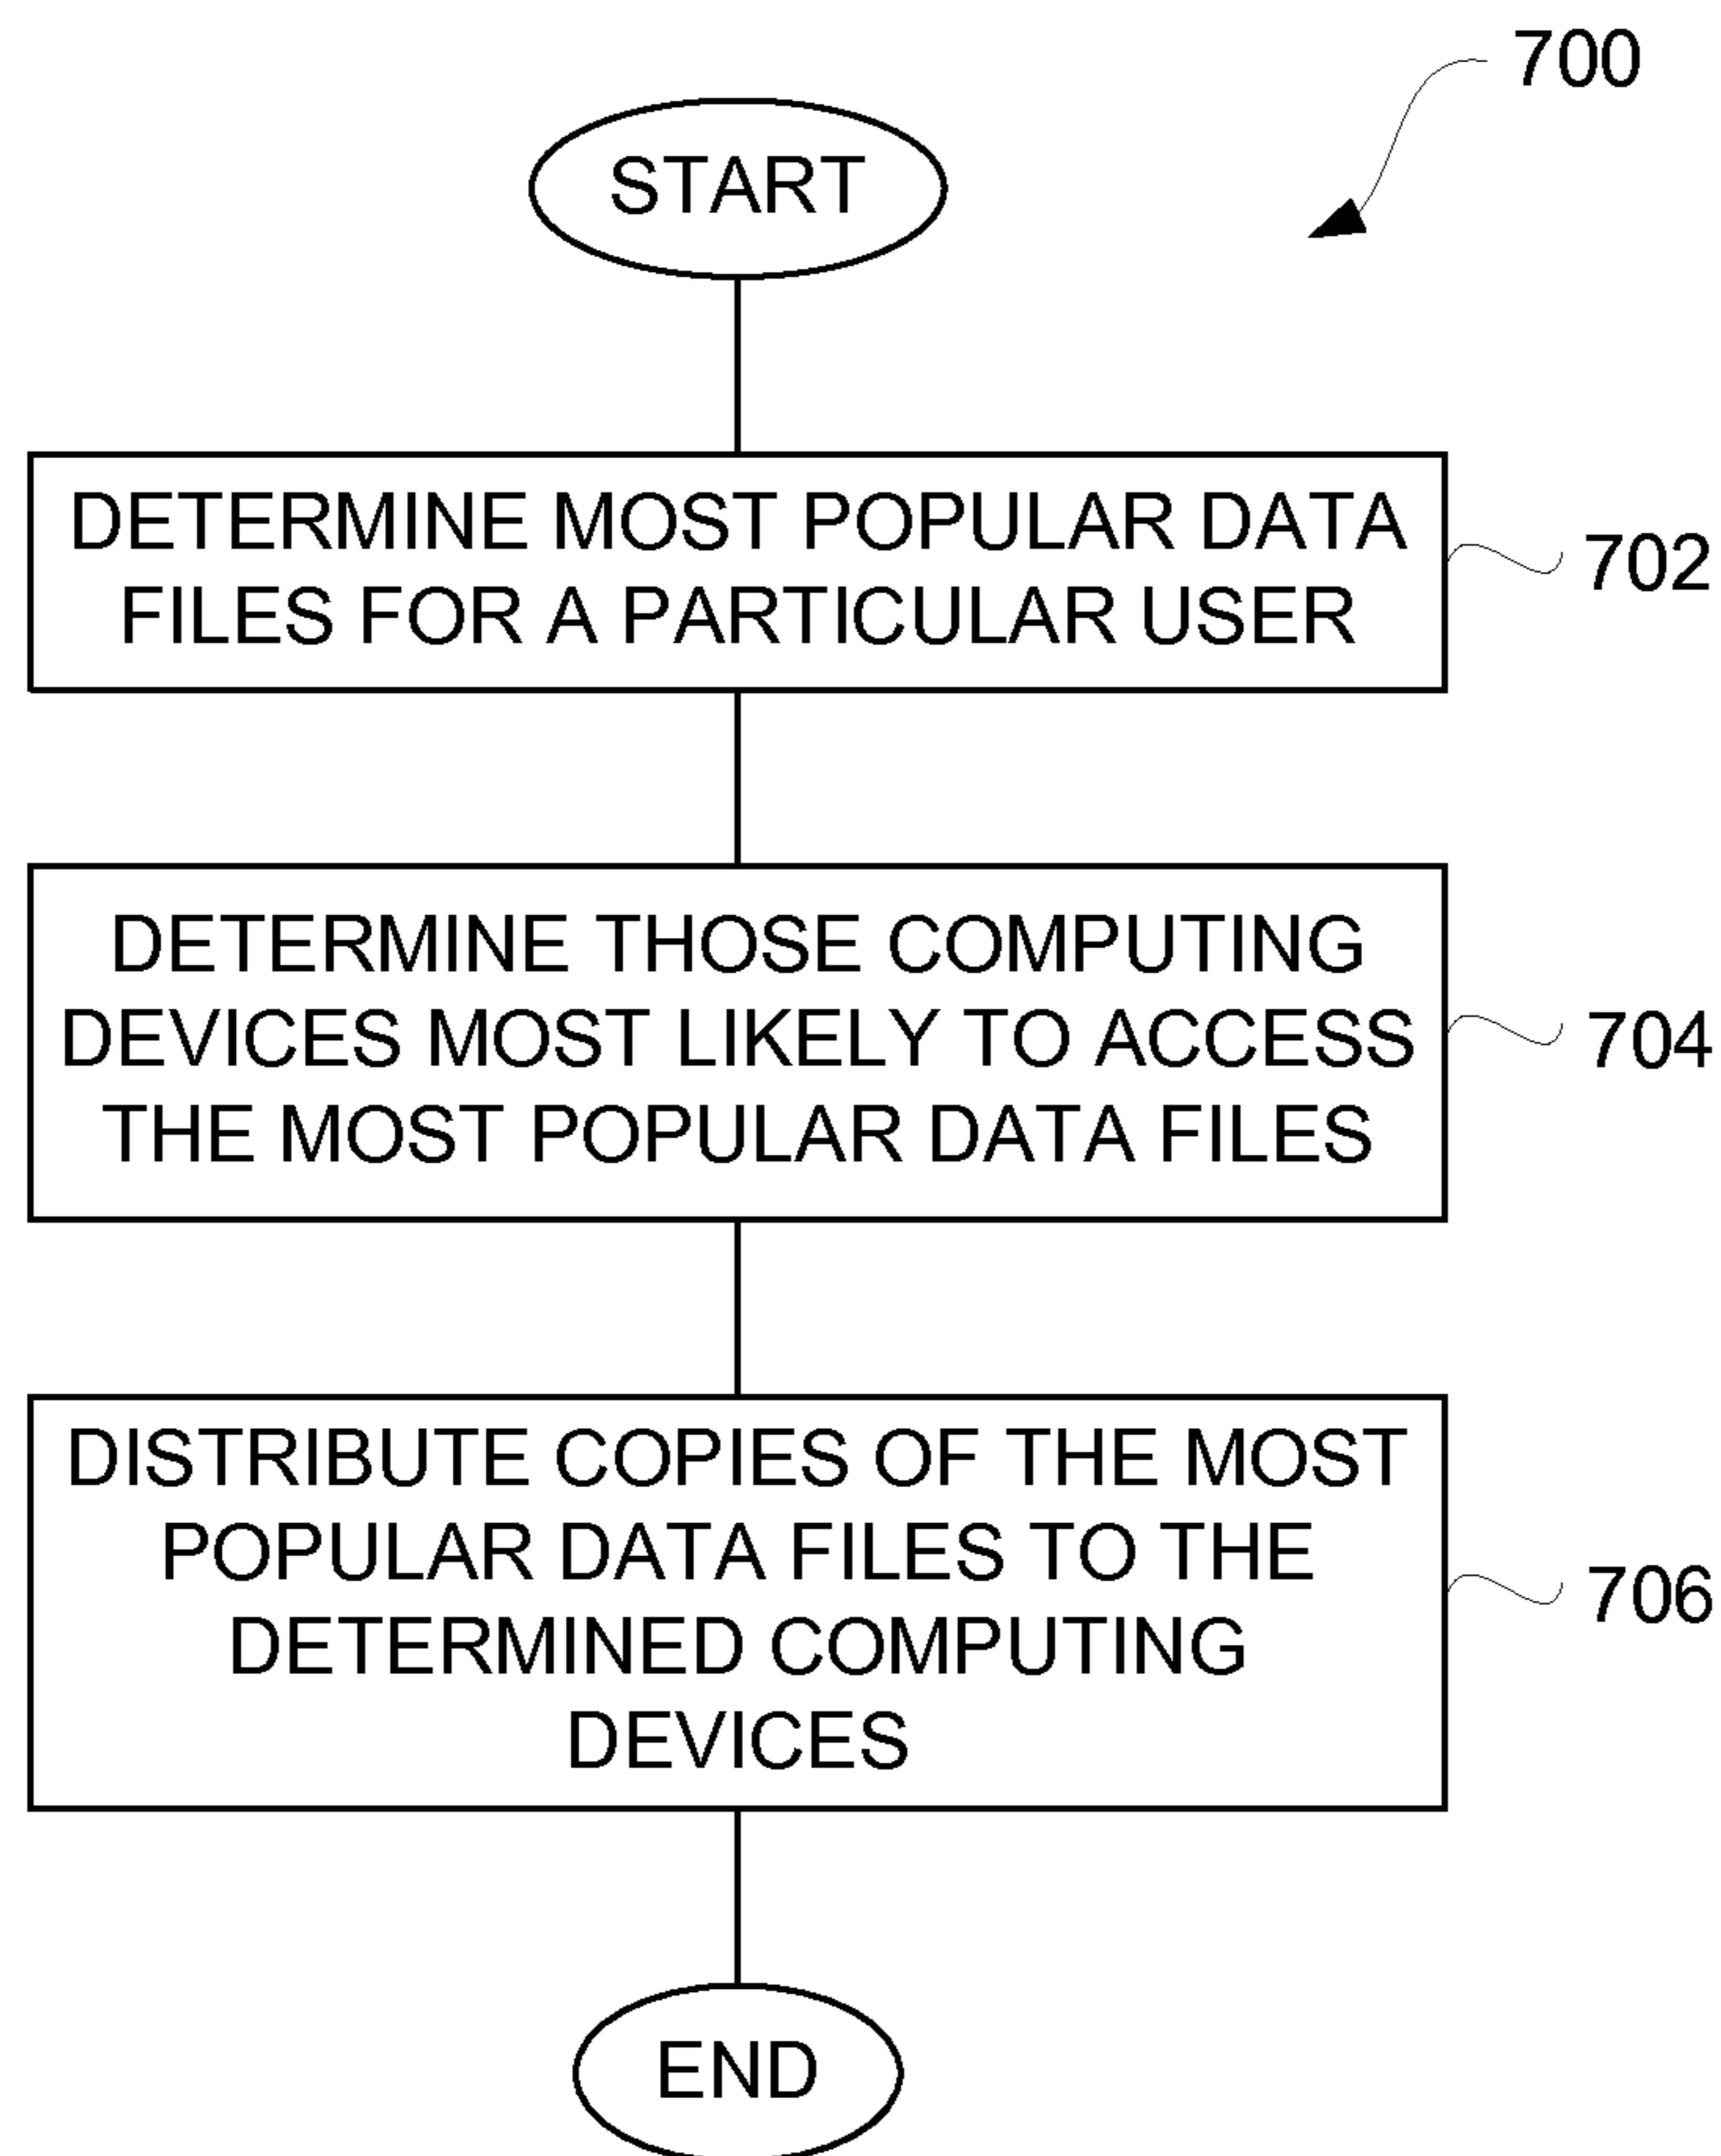 700
START
DETERMINE MOST POPULAR DATA
FILES FOR A PARTICULAR USER
702
DETERMINE THOSE COMPUTING
DEVICES MOST LIKELY TO ACCESS
THE MOST POPULAR DATA FILES
704
DISTRIBUTE COPIES OF THE MOST
POPULAR DATA FILES TO THE
DETERMINED COMPUTING
DEVICES
706
END